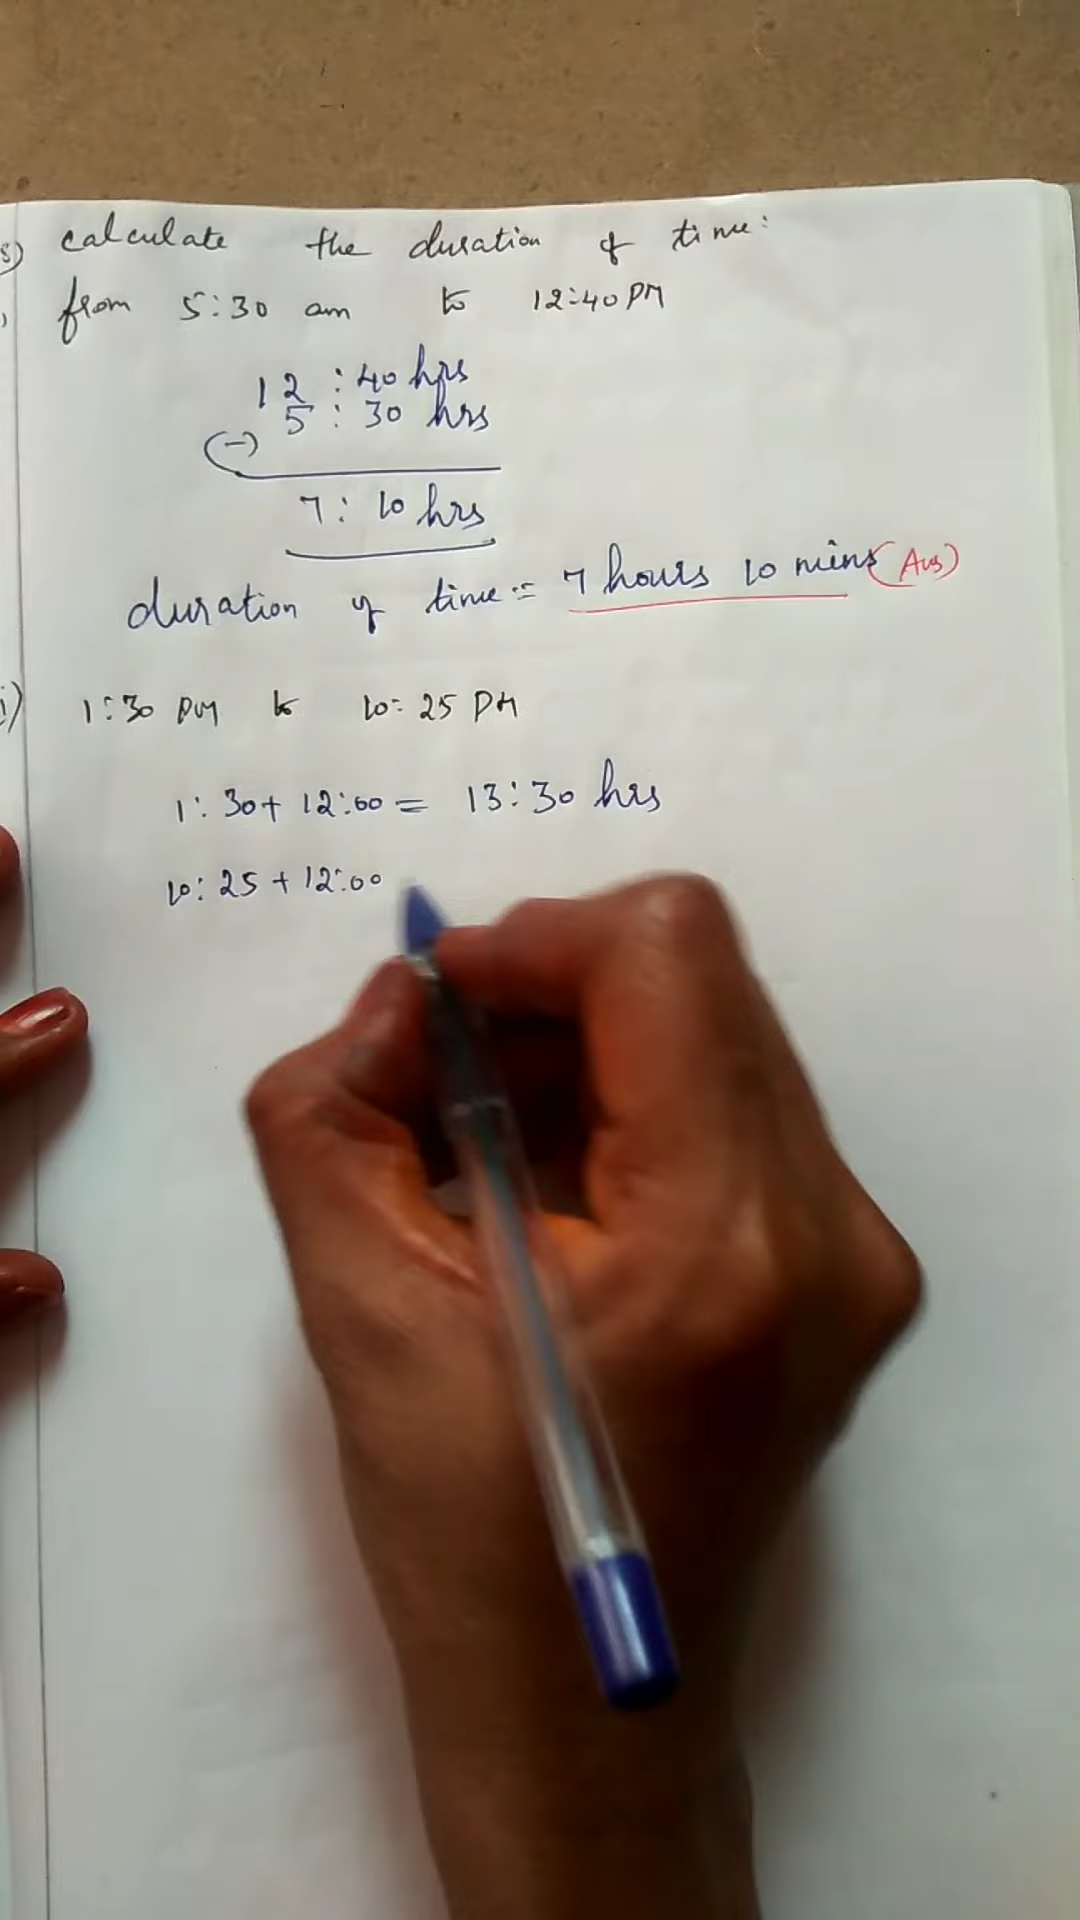 s) calculate the duration of time:
from 5:30 am to 12:40 PM
12 : 40 hrs
5 : 30 hrs
(-)
7 : 10 hrs
duration of time = 7 hours 10 mins (Ans)
i) 1:30 PM to 10:25 PM
1:30 + 12:00 = 13:30 hrs
10:25 + 12:00